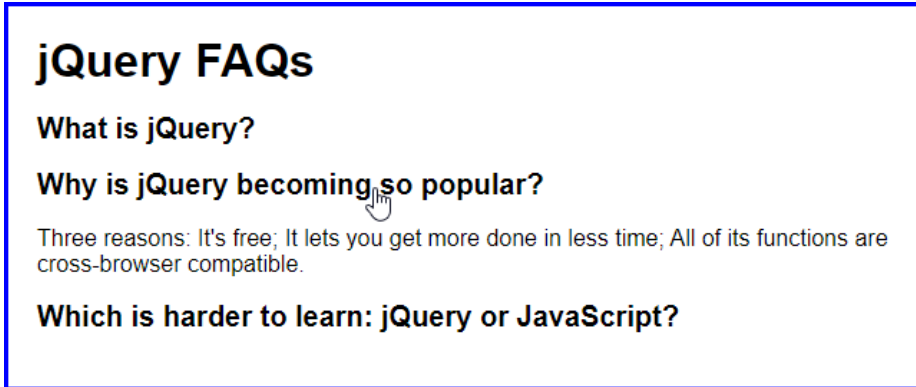 jQuery FAQs
What is jQuery?
Why is jQuery becoming so popular?
Three reasons: It's free; It lets you get more done in less time; All of its functions are
cross-browser compatible.
Which is harder to learn: jQuery or JavaScript?